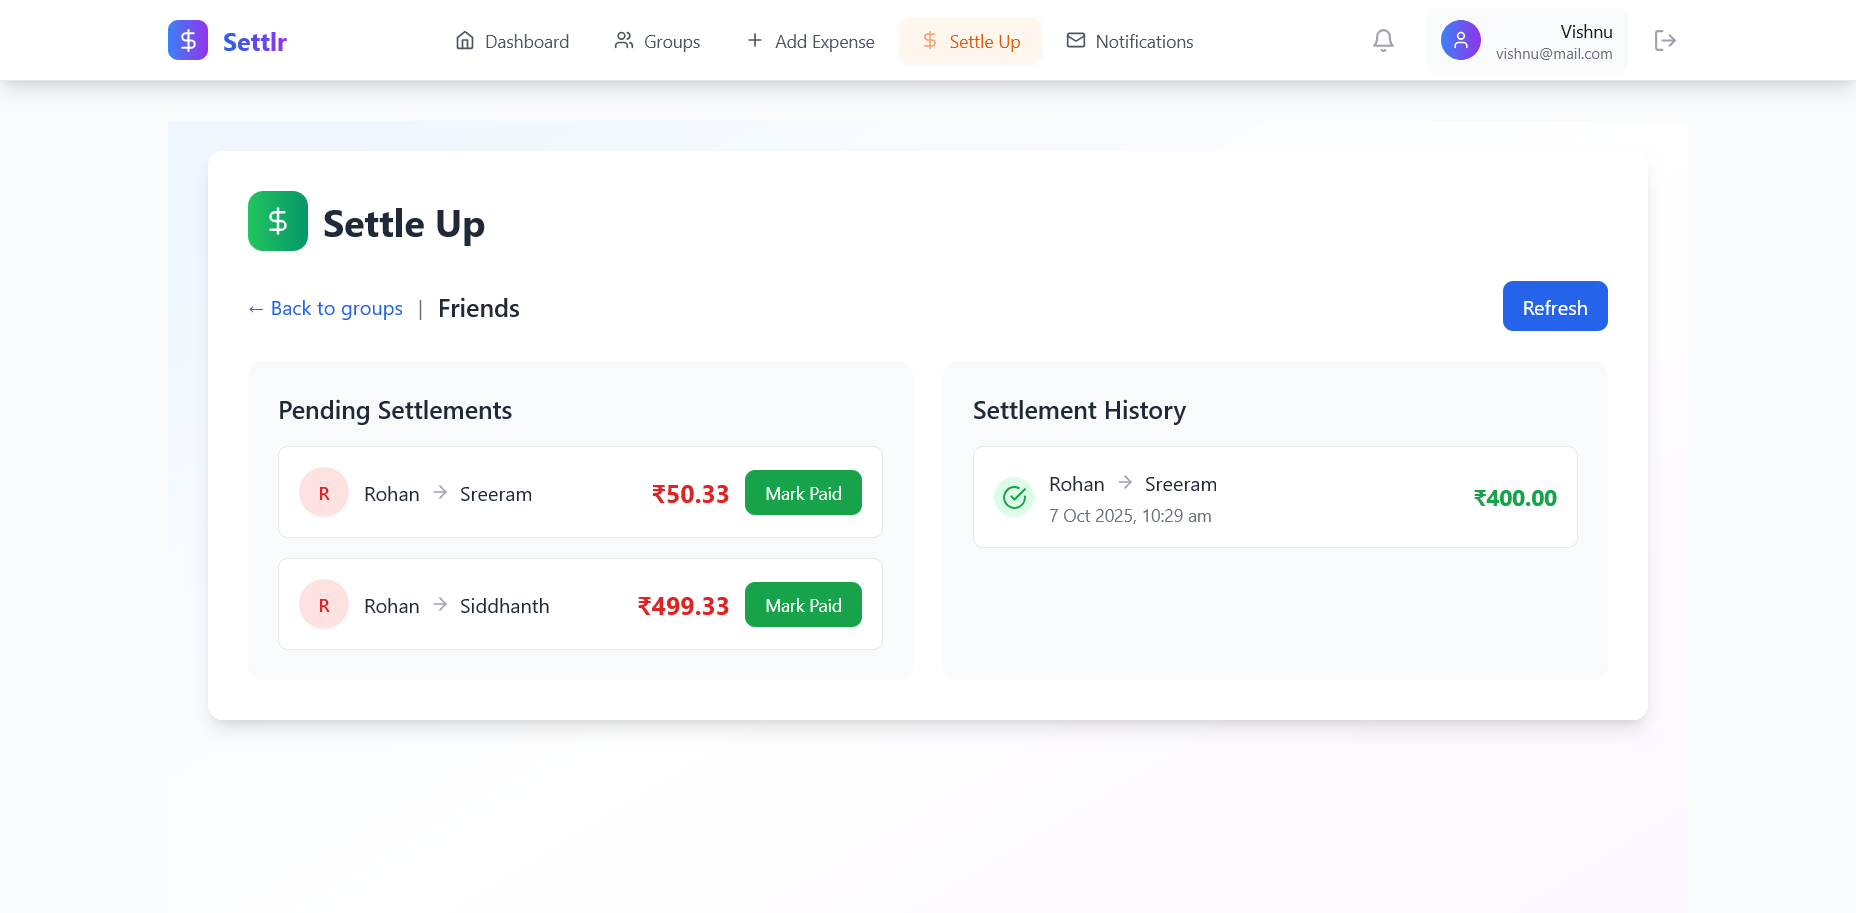 Settlr
Dashboard
Groups
Add Expense
Settle Up
Notifications
Vishnu
vishnu@mail.com
Settle Up
← Back to groups | Friends
Refresh
Pending Settlements
R
Rohan → Sreeram
₹50.33
Mark Paid
R
Rohan → Siddhanth
₹499.33
Mark Paid
Settlement History
Rohan → Sreeram
7 Oct 2025, 10:29 am
₹400.00